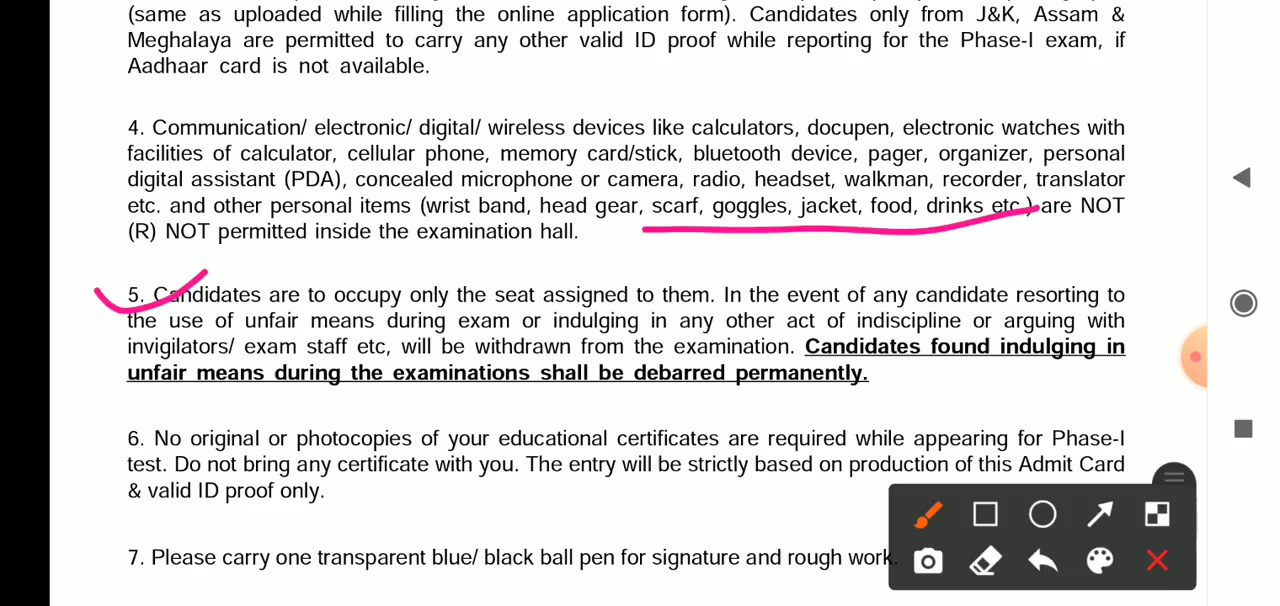 (same as uploaded while filling the online application form). Candidates only from J&K, Assam &
Meghalaya are permitted to carry any other valid ID proof while reporting for the Phase-I exam, if
Aadhaar card is not available.
4. Communication/ electronic/ digital/ wireless devices like calculators, docupen, electronic watches with
facilities of calculator, cellular phone, memory card/stick, bluetooth device, pager, organizer, personal
digital assistant (PDA), concealed microphone or camera, radio, headset, walkman, recorder, translator
etc. and other personal items (wrist band, head gear, scarf, goggles, jacket, food, drinks etc.) are NOT
(R) NOT permitted inside the examination hall.
5. Candidates are to occupy only the seat assigned to them. In the event of any candidate resorting to
the use of unfair means during exam or indulging in any other act of indiscipline or arguing with
invigilators/ exam staff etc, will be withdrawn from the examination. Candidates found indulging in
unfair means during the examinations shall be debarred permanently.
6. No original or photocopies of your educational certificates are required while appearing for Phase-I
test. Do not bring any certificate with you. The entry will be strictly based on production of this Admit Card
& valid ID proof only.
7. Please carry one transparent blue/ black ball pen for signature and rough work.